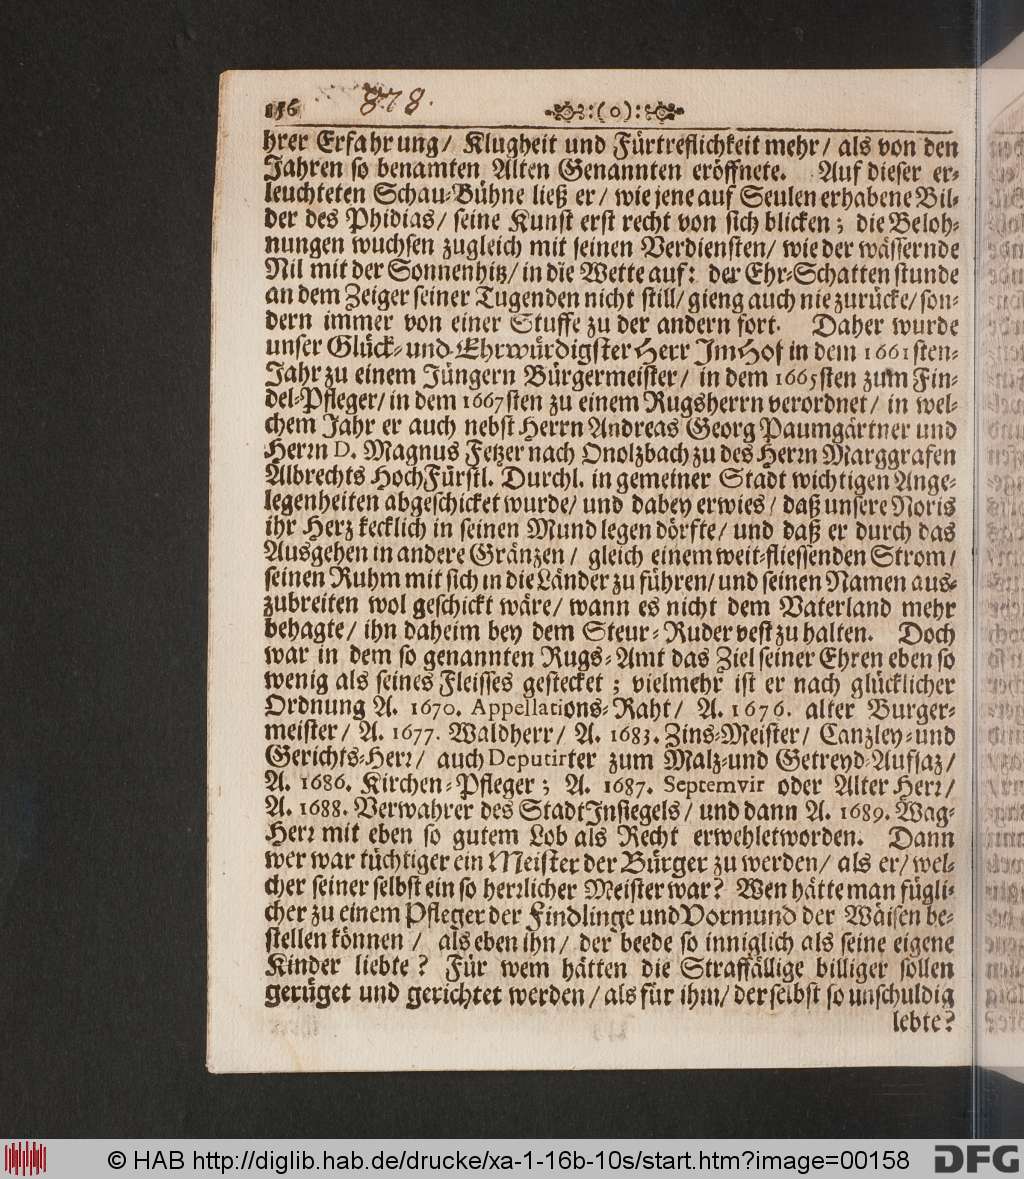 156 878. :(o):
hrer Erfahrung/ Klugheit und Fürtreflichkeit mehr/ als von den
Jahren so benamten Alten Genannten eröffnete. Auf dieser er-
leuchteten Schau-Bühne ließ er/ wie jene auf Seulen erhabene Bil-
der des Phidias/ seine Kunst erst recht von sich blicken; die Beloh-
nungen wuchsen zugleich mit seinen Verdiensten/ wie der wässernde
Nil mit der Sonnenhitz/ in die Wette auf: der Ehr-Schatten stunde
an dem Zeiger seiner Tugenden nicht still/ gieng auch nie zurücke/ son-
dern immer von einer Stuffe zu der andern fort. Daher wurde
unser Glück- und Ehrwürdigster Herr ImHof in dem 1661sten-
Jahr zu einem Jüngern Bürgermeister/ in dem 1665sten zum Fin-
del-Pfleger/ in dem 1667sten zu einem Rugsherrn verordnet/ in wel-
chem Jahr er auch nebst Herrn Andreas Georg Paumgärtner und
Herrn D. Magnus Fetzer nach Onolzbach zu des Herrn Marggrafen
Albrechts HochFürstl. Durchl. in gemeiner Stadt wichtigen Ange-
legenheiten abgeschicket wurde/ und dabey erwies/ daß unsere Noris
ihr Herz kecklich in seinen Mund legen dörfte/ und daß er durch das
Ausgehen in andere Gränzen/ gleich einem weit-fliessenden Strom/
seinen Ruhm mit sich in die Länder zu führen/ und seinen Namen aus-
zubreiten wol geschickt wäre/ wann es nicht dem Vaterland mehr
behagte/ ihn daheim bey dem Steur-Ruder vest zu halten. Doch
war in dem so genannten Rugs-Amt das Ziel seiner Ehren eben so
wenig als seines Fleisses gestecket; vielmehr ist er nach glücklicher
Ordnung A. 1670. Appellations-Raht/ A. 1676. alter Burger-
meister/ A. 1677. Waldherr/ A. 1683. Zins-Meister/ Canzley- und
Gerichts-Herr/ auch Deputirter zum Malz- und Getreyd-Aufsaz/
A. 1686. Kirchen-Pfleger; A. 1687. Septemvir oder Alter Herr/
A. 1688. Verwahrer des StadtInsiegels/ und dann A. 1689. Wag-
Herr mit eben so gutem Lob als Recht erwehlet worden. Dann
wer war tüchtiger ein Meister der Bürger zu werden/ als er/ wel-
cher seiner selbst ein so herrlicher Meister war? Wen hätte man fügli-
cher zu einem Pfleger der Findlinge und Vormund der Wäisen be-
stellen können/ als eben ihn/ der beede so inniglich als seine eigene
Kinder liebte? Für wem hätten die Straffällige billiger sollen
gerüget und gerichtet werden/ als für ihm/ der selbst so unschuldig
lebte?
© HAB http://diglib.hab.de/drucke/xa-1-16b-10s/start.htm?image=00158 DFG